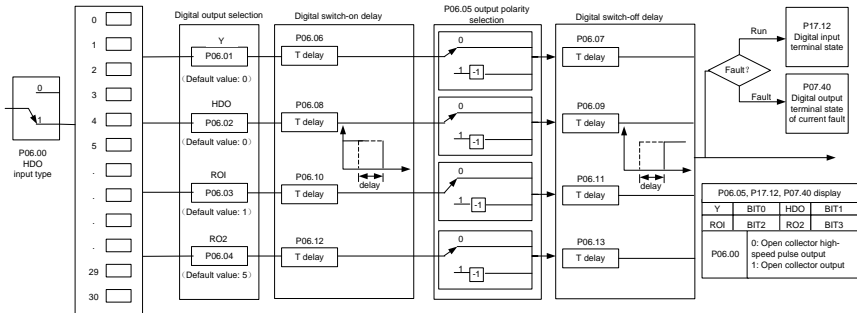 Digital output selection
Digital switch-on delay
P06.05 output polarity
selection
Digital switch-off delay
0
1
2
3
4
5
.
.
.
.
29
30
0
1
P06.00
HDO
input type
Y
P06.01
(Default value: 0)
HDO
P06.02
(Default value: 0)
ROI
P06.03
(Default value: 1)
RO2
P06.04
(Default value: 5)
P06.06
T delay
P06.08
T delay
delay
P06.10
T delay
P06.12
T delay
0
1
-1
0
1
-1
0
1
-1
0
1
-1
P06.07
T delay
P06.09
T delay
delay
P06.11
T delay
P06.13
T delay
Run
Fault?
Fault
P17.12
Digital input
terminal state
P07.40
Digital output
terminal state
of current fault
P06.05, P17.12, P07.40 display
Y BIT0 HDO BIT1
ROI BIT2 RO2 BIT3
P06.00
0: Open collector high-
speed pulse output
1: Open collector output